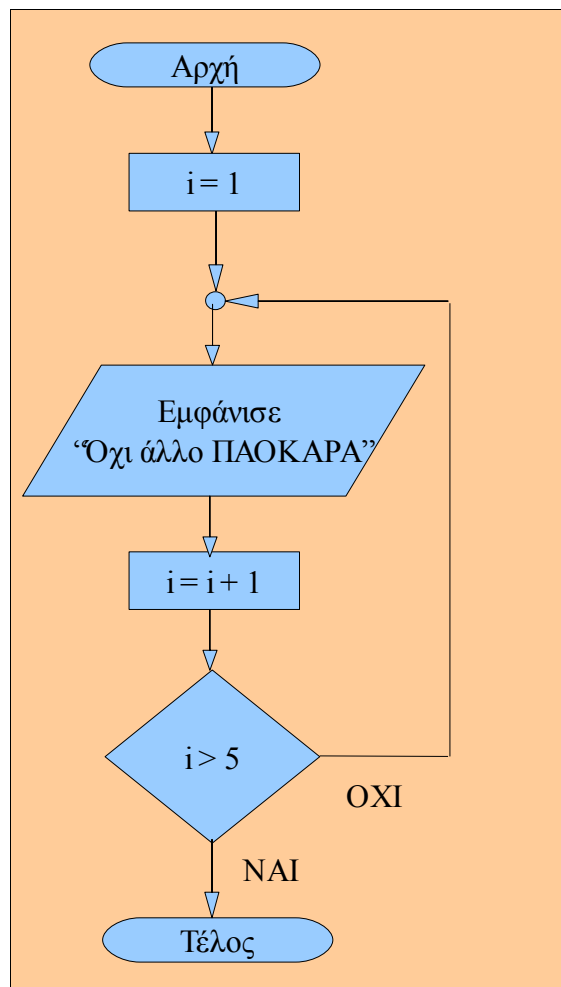 Αρχή
i = 1
Εμφάνισε
“Όχι άλλο ΠΑΟΚΑΡΑ”
i = i + 1
i > 5
ΟΧΙ
ΝΑΙ
Τέλος